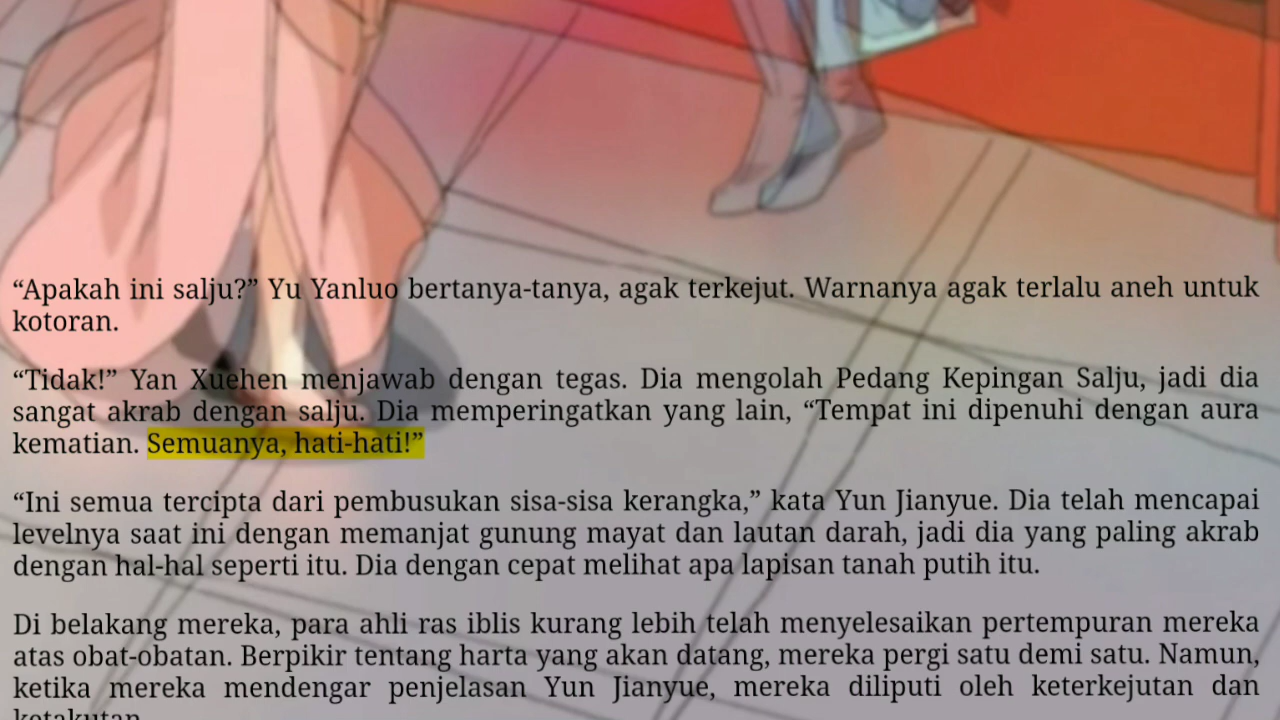 “Apakah ini salju?” Yu Yanluo bertanya-tanya, agak terkejut. Warnanya agak terlalu aneh untuk
kotoran.
“Tidak!” Yan Xuehen menjawab dengan tegas. Dia mengolah Pedang Kepingan Salju, jadi dia
sangat akrab dengan salju. Dia memperingatkan yang lain, “Tempat ini dipenuhi dengan aura
kematian. Semuanya, hati-hati!”
“Ini semua tercipta dari pembusukan sisa-sisa kerangka,” kata Yun Jianyue. Dia telah mencapai
levelnya saat ini dengan memanjat gunung mayat dan lautan darah, jadi dia yang paling akrab
dengan hal-hal seperti itu. Dia dengan cepat melihat apa lapisan tanah putih itu.
Di belakang mereka, para ahli ras iblis kurang lebih telah menyelesaikan pertempuran mereka
atas obat-obatan. Berpikir tentang harta yang akan datang, mereka pergi satu demi satu. Namun,
ketika mereka mendengar penjelasan Yun Jianyue, mereka diliputi oleh keterkejutan dan
ketakutan.